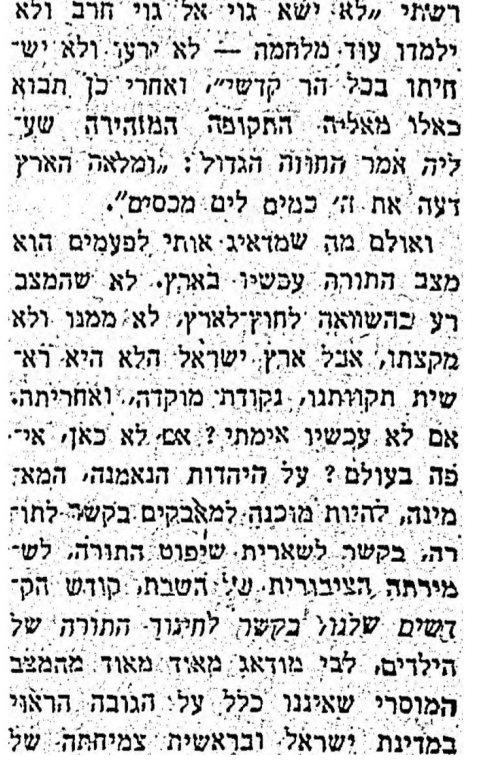 רשתי „לא ישא גוי אל גוי חרב ולא
ילמדו עוד מלחמה — לא ירעו ולא יש־
חיתו בכל הר קדשי", ואחרי כן תבוא
כאלו מאליה התקופה המזהירה שע־
ליה אמר החוזה הגדול: „ומלאה הארץ
דעה את ה' כמים לים מכסים".
ואולם מה שמדאיג אותי לפעמים הוא
מצב התורה עכשיו בארץ. לא שהמצב
רע בהשוואה לחוץ־לארץ, לא ממנו ולא
מקצתו, אבל ארץ ישראל הלא היא רא־
שית תקותנו, נקודת מוקדה, ואחריתה.
אם לא עכשיו אימתי? אם לא כאן, אי־
פה בעולם? על היהדות הנאמנה, המא־
מינה, להיות מוכנה למאבקים בקשר לתו־
רה, בקשר לשארית שיפוט התורה, לש־
מירתה הציבורית של השבת, קודש הק־
דשים שלנו, בקשר לחינוך התורה של
הילדים. לבי מודאג מאוד מאוד מהמצב
המוסרי שאיננו כלל על הגובה הראוי
במדינת ישראל ובראשית צמיחתה של